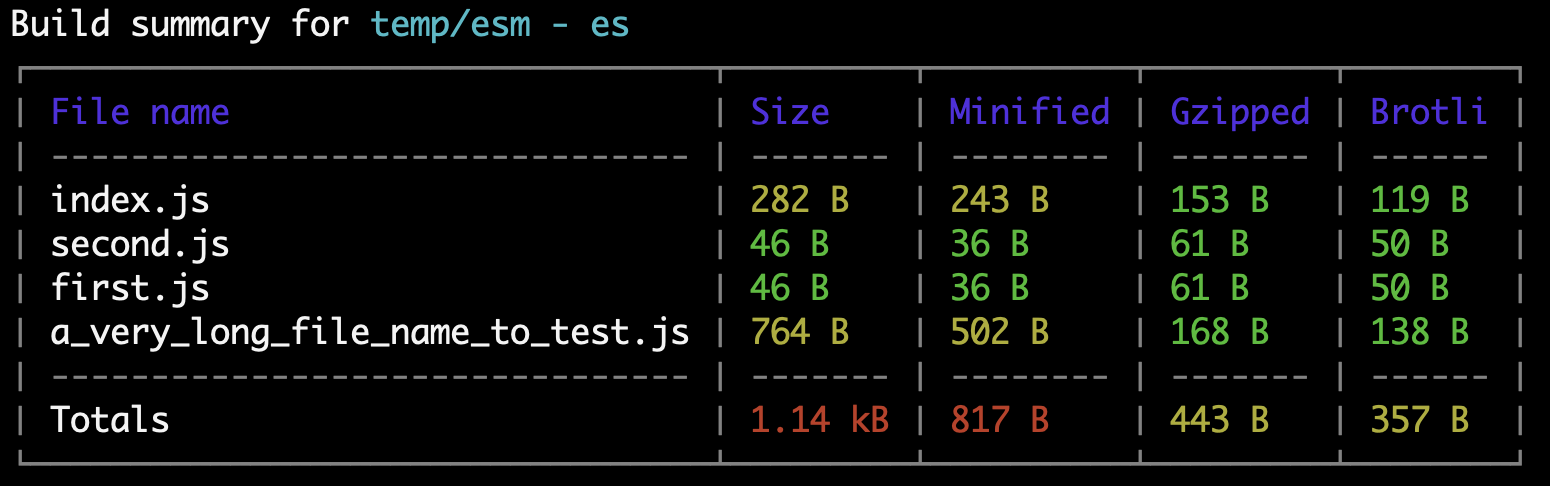 Build summary for temp/esm - es
File name | Size | Minified | Gzipped | Brotli
index.js | 282 B | 243 B | 153 B | 119 B
second.js | 46 B | 36 B | 61 B | 50 B
first.js | 46 B | 36 B | 61 B | 50 B
a_very_long_file_name_to_test.js | 764 B | 502 B | 168 B | 138 B
Totals | 1.14 kB | 817 B | 443 B | 357 B